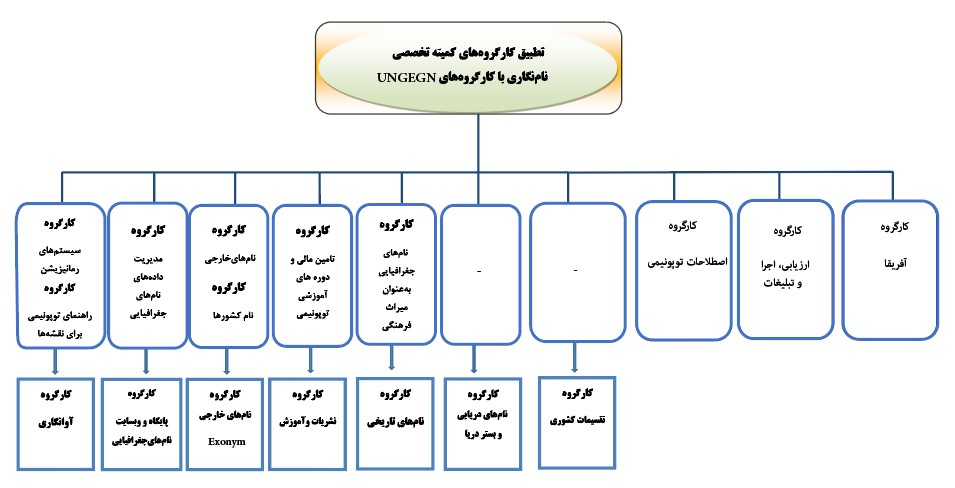 تطبیق کارگروه‌های کمیته تخصصی
نام‌نگاری با کارگروه‌های UNGEGN
کارگروه
آفریقا
کارگروه
ارزیابی، اجرا
و تبلیغات
کارگروه
اصطلاحات توپونیمی
-
-
کارگروه
نام‌های
جغرافیایی
به‌عنوان
میراث
فرهنگی
کارگروه
تامین مالی و
دوره های
آموزشی
توپونیمی
کارگروه
نام‌های‌خارجی
کارگروه
نام کشورها
کارگروه
مدیریت
داده‌های
نام‌های
جغرافیایی
کارگروه
سیستم‌های
رمانیزیشن
کارگروه
راهنمای توپونیمی
برای نقشه‌ها
کارگروه
تقسیمات کشوری
کارگروه
نام‌های دریایی
و بستر دریا
کارگروه
نام‌های تاریخی
کارگروه
نشریات وآموزش
کارگروه
نام‌های خارجی
Exonym
کارگروه
پایگاه و وبسایت
نام‌های‌جغرافیایی
کارگروه
آوانگاری